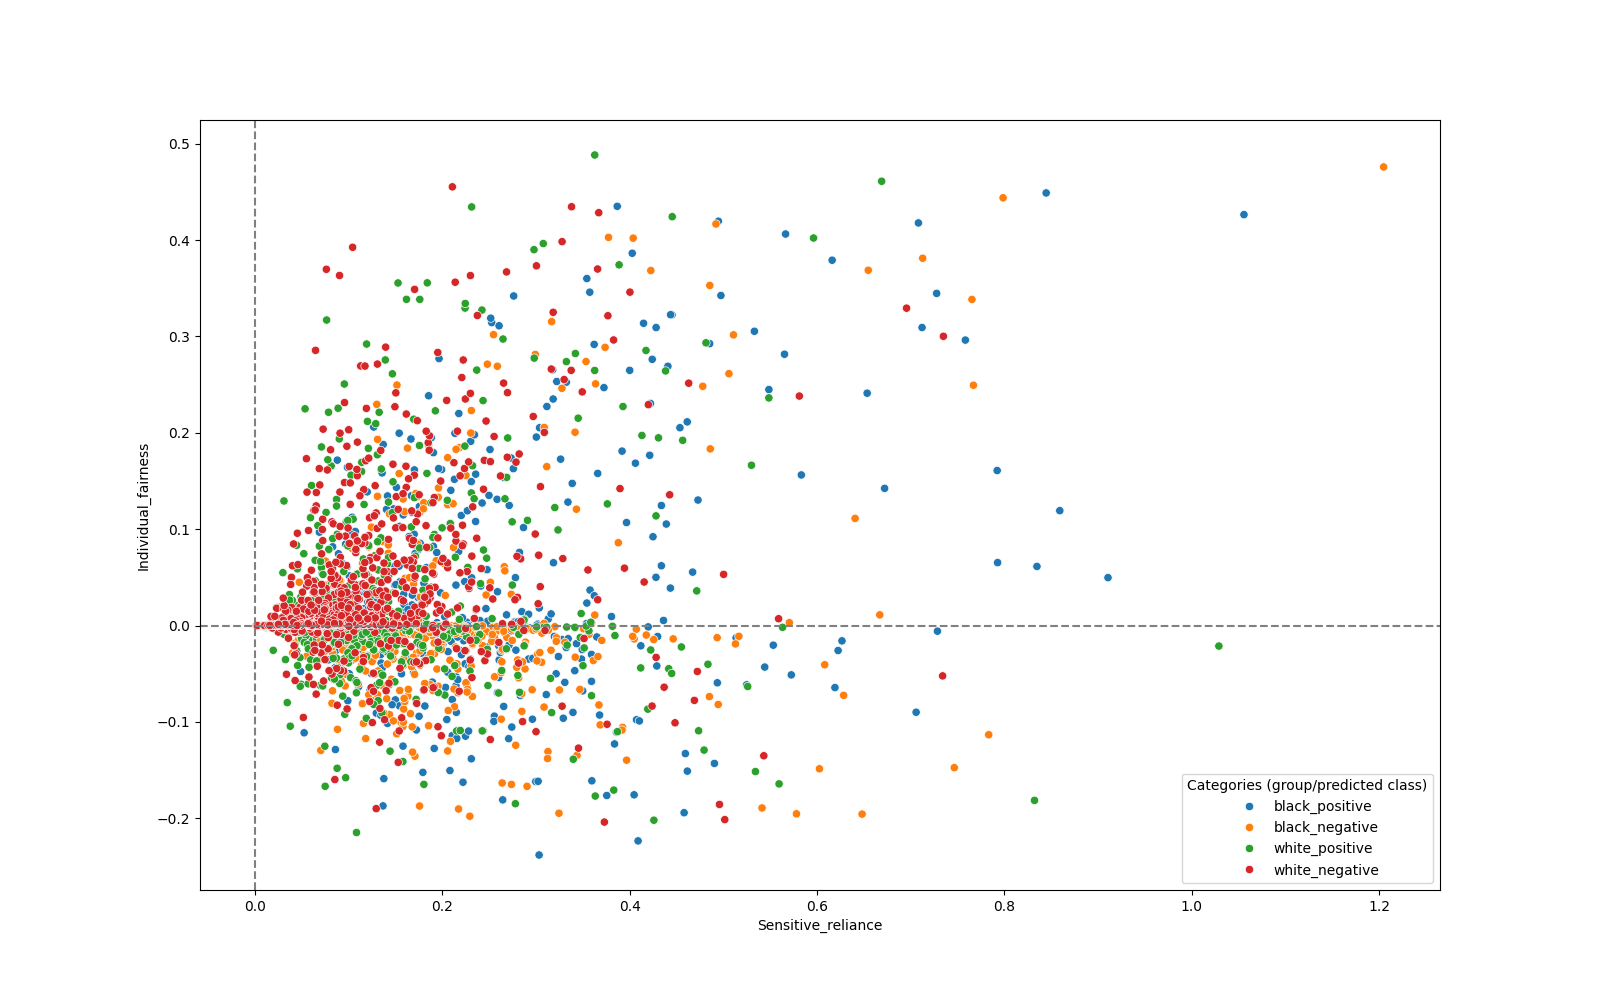 0.5
0.4
0.3
0.2
0.1
0.0
−0.1
−0.2
Individual_fairness
0.0 0.2 0.4 0.6 0.8 1.0 1.2
Sensitive_reliance
Categories (group/predicted class)
black_positive
black_negative
white_positive
white_negative